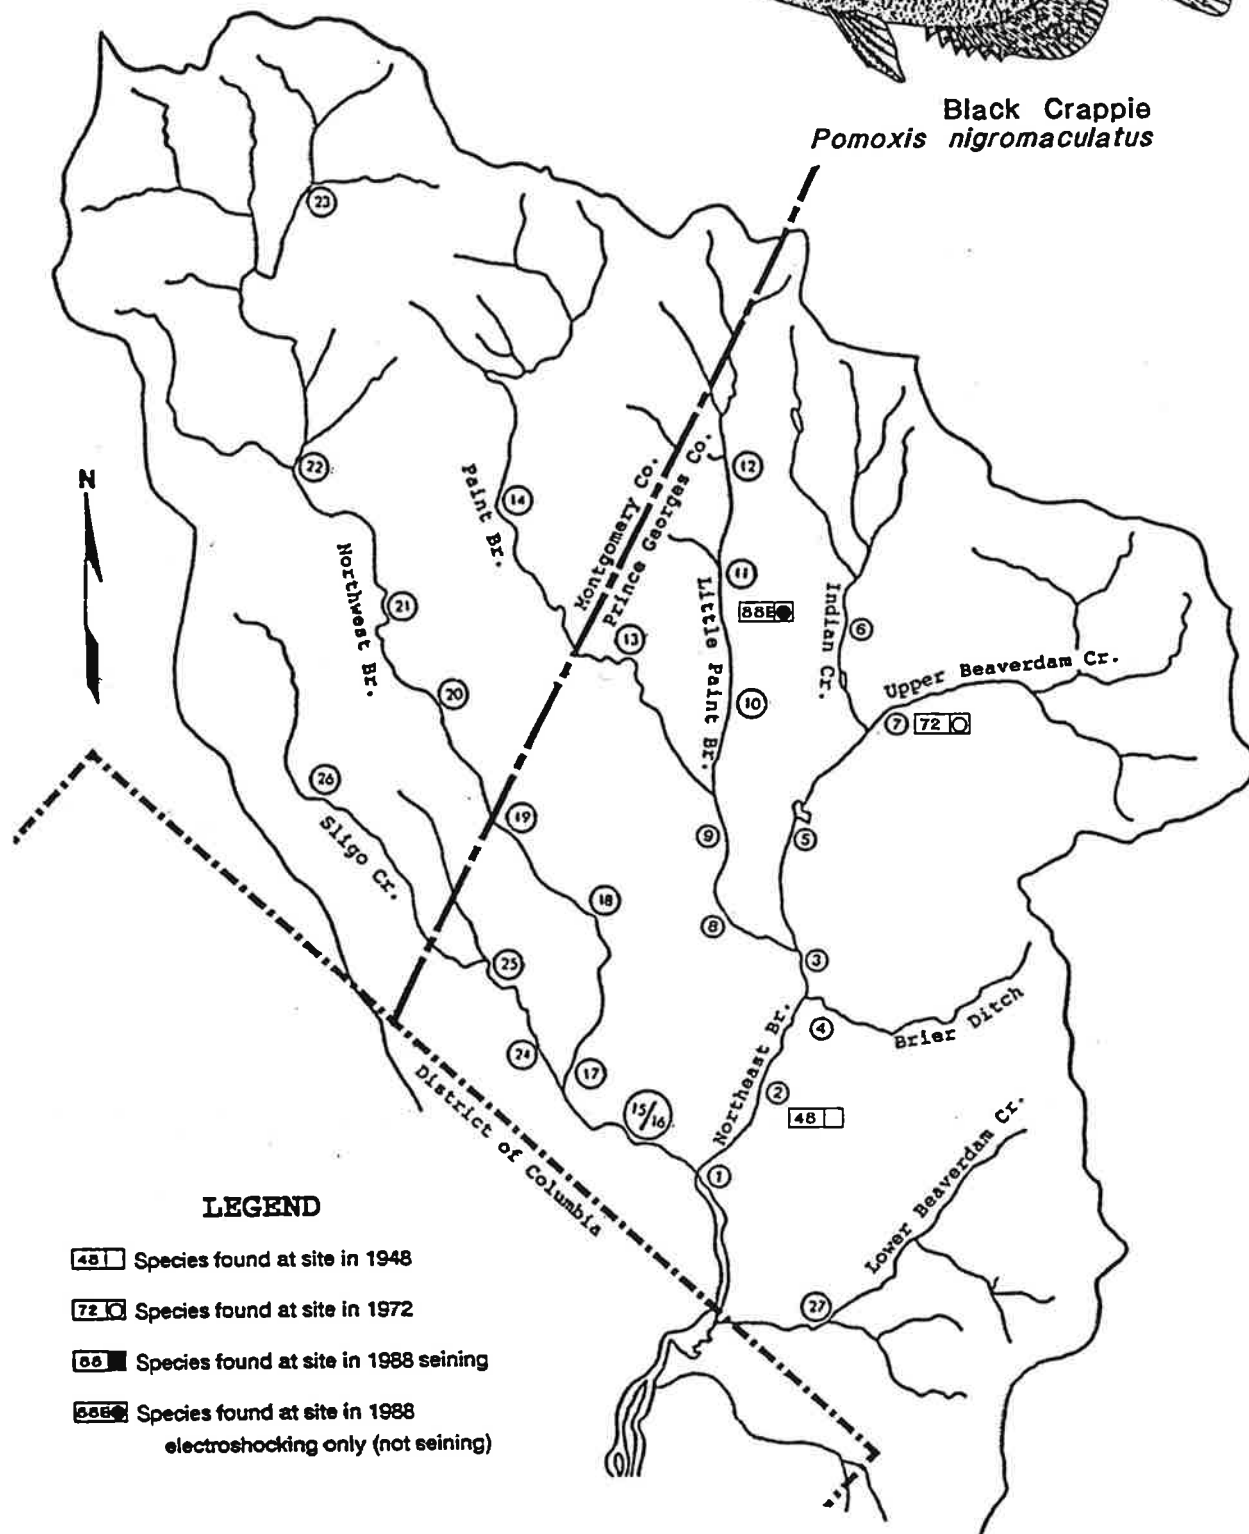 Black Crappie
Pomoxis nigromaculatus
23
N
22
14
Paint Br.
Montgomery Co.
Prince Georges Co.
12
Northwest Br.
21
11
88E
Little Paint Br.
Indian Cr.
6
13
20
10
Upper Beaverdam Cr.
7
72
26
Sligo Cr.
19
9
5
18
8
25
3
24
17
4
Brier Ditch
Northeast Br.
2
48
15/16
1
District of Columbia
Lower Beaverdam Cr.
27
LEGEND
48 Species found at site in 1948
72 Species found at site in 1972
88 Species found at site in 1988 seining
88E Species found at site in 1988
electroshocking only (not seining)